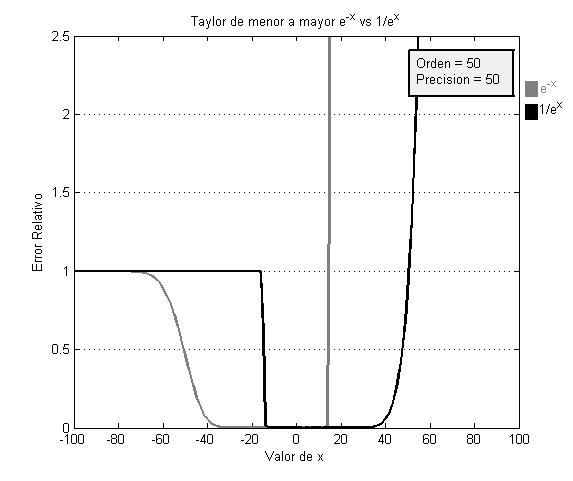 Taylor de menor a mayor e^-x vs 1/e^x
2.5
Orden = 50
Precision = 50
e^-x
1/e^x
2
1.5
Error Relativo
1
0.5
0
-100 -80 -60 -40 -20 0 20 40 60 80 100
Valor de x